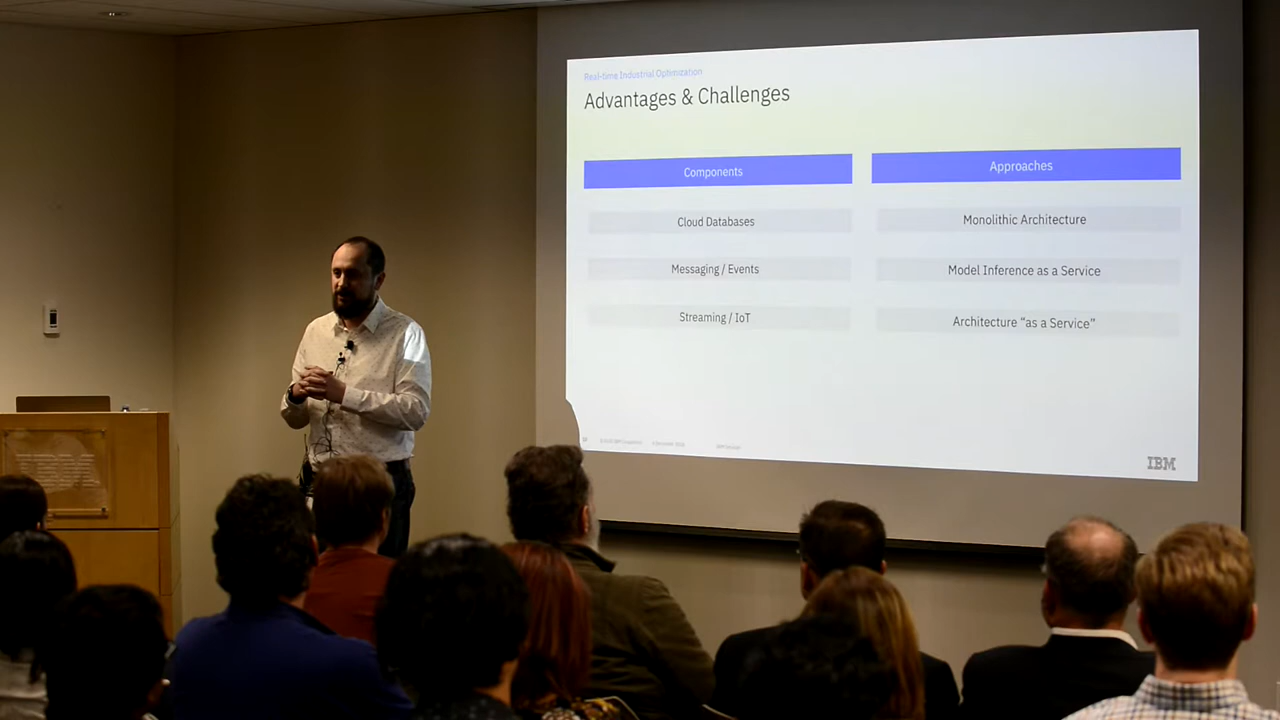 Real-time Industrial Optimization
Advantages & Challenges
Components
Approaches
Cloud Databases
Monolithic Architecture
Messaging / Events
Model Inference as a Service
Streaming / IoT
Architecture “as a Service”
IBM
IBM